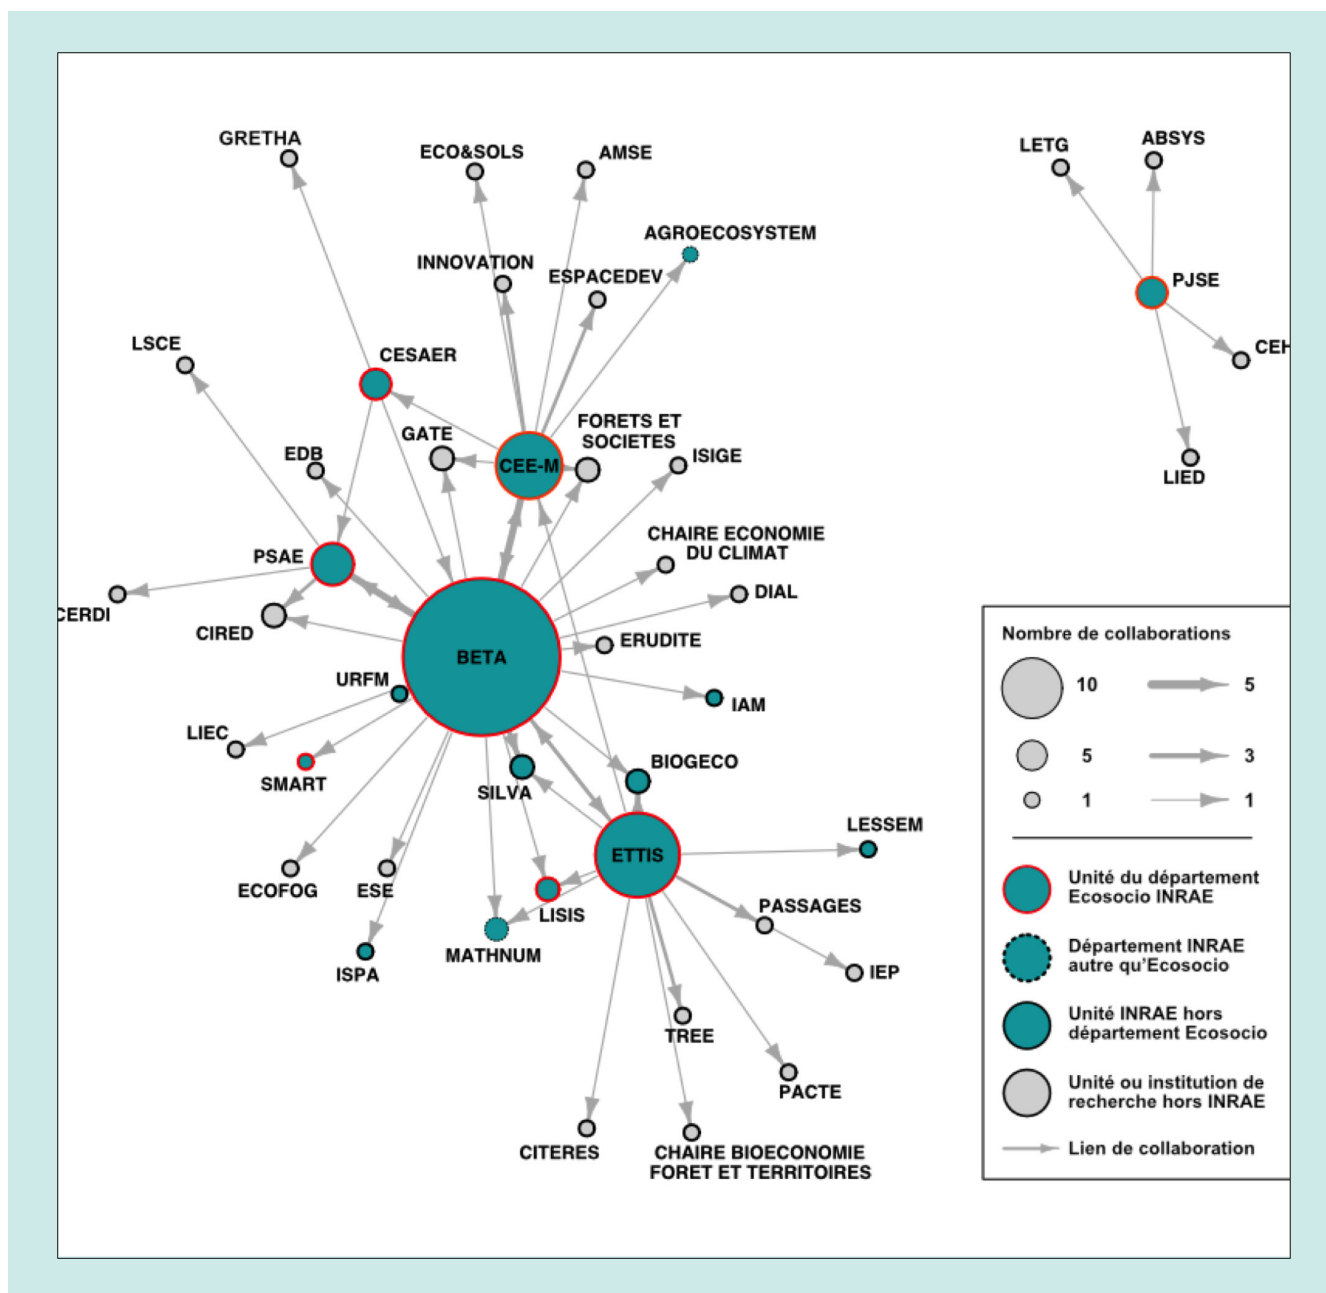 GRETHA
ECO&SOLS
AMSE
LETG
ABSYS
AGROECOSYSTEM
INNOVATION
ESPACEDEV
PJSE
LSCE
CESAER
CEH
FORETS ET
SOCIETES
GATE
EDB
CEE-M
ISIGE
LIED
CHAIRE ECONOMIE
DU CLIMAT
PSAE
DIAL
CERDI
CIRED
ERUDITE
BETA
URFM
IAM
LIEC
SMART
SILVA
BIOGECO
LESSEM
ETTIS
ECOFOG
ESE
LISIS
PASSAGES
MATHNUM
ISPA
IEP
TREE
PACTE
CITERES
CHAIRE BIOECONOMIE
FORET ET TERRITOIRES
Nombre de collaborations
10
5
5
3
1
1
Unité du département
Ecosocio INRAE
Département INRAE
autre qu’Ecosocio
Unité INRAE hors
département Ecosocio
Unité ou institution de
recherche hors INRAE
Lien de collaboration